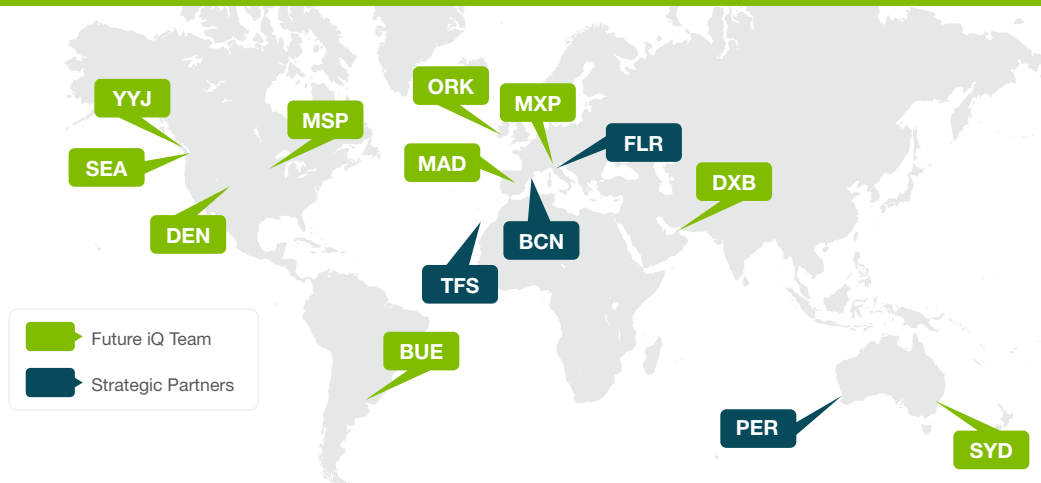 YYJ
MSP
SEA
DEN
ORK
MXP
MAD
FLR
DXB
BCN
TFS
BUE
PER
SYD
Future iQ Team
Strategic Partners